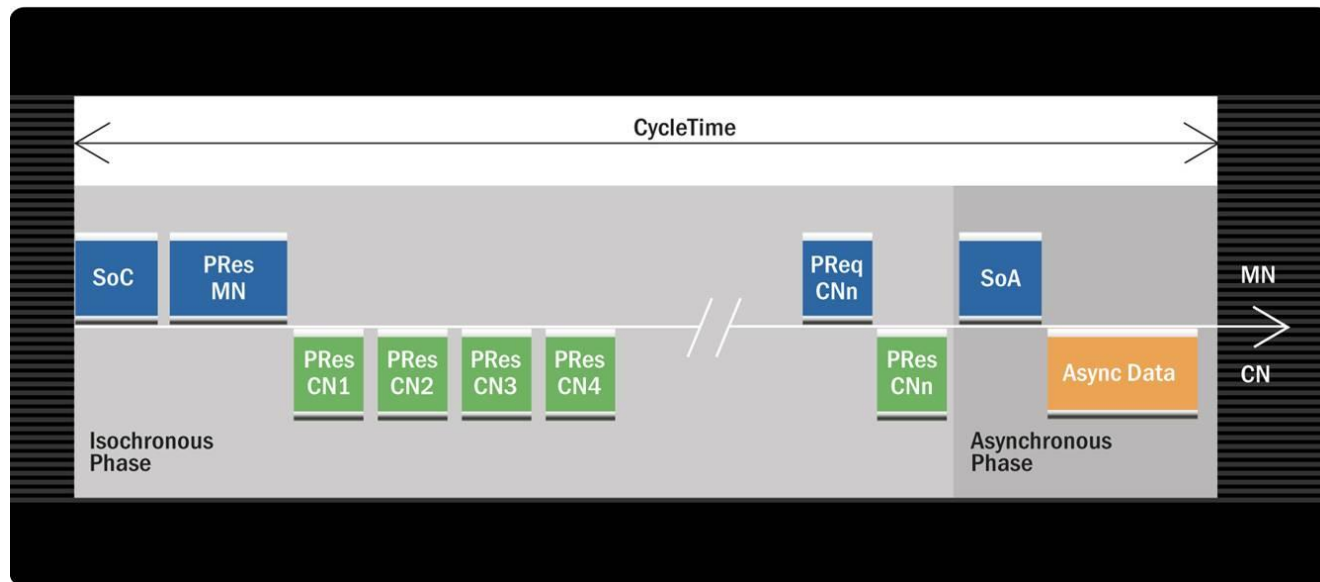 CycleTime
SoC
PRes
MN
PReq
CNn
SoA
MN
PRes
CN1
PRes
CN2
PRes
CN3
PRes
CN4
PRes
CNn
Async Data
CN
Isochronous
Phase
Asynchronous
Phase